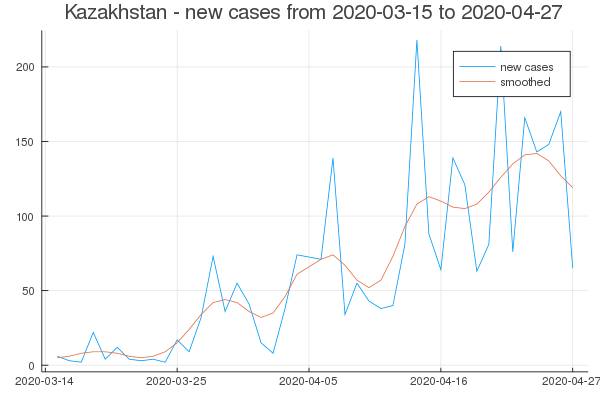 Kazakhstan - new cases from 2020-03-15 to 2020-04-27
new cases
smoothed
200
150
100
50
0
2020-03-14 2020-03-25 2020-04-05 2020-04-16 2020-04-27